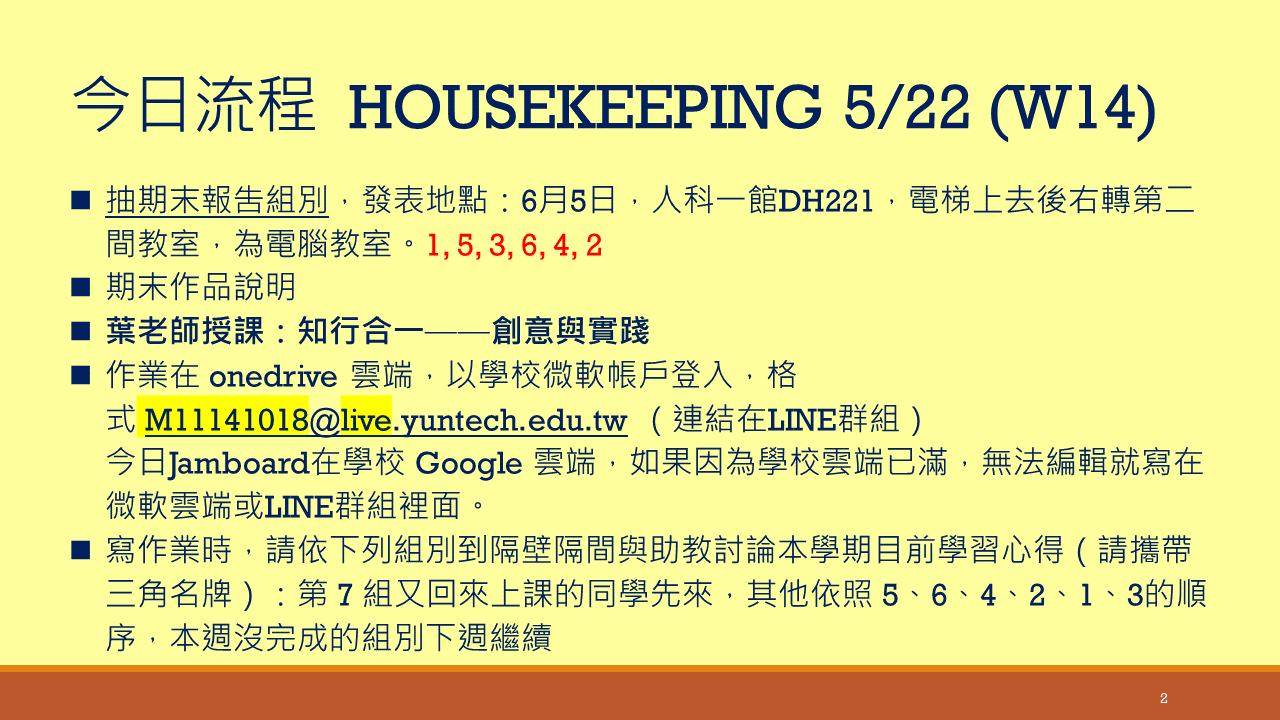 今日流程 HOUSEKEEPING 5/22 (W14)
■ 抽期末報告組別，發表地點：6月5日，人科一館DH221，電梯上去後右轉第二
間教室，為電腦教室。1, 5, 3, 6, 4, 2
■ 期末作品說明
■ 葉老師授課：知行合一——創意與實踐
■ 作業在 onedrive 雲端，以學校微軟帳戶登入，格
式 M11141018@live.yuntech.edu.tw （連結在LINE群組）
今日Jamboard在學校 Google 雲端，如果因為學校雲端已滿，無法編輯就寫在
微軟雲端或LINE群組裡面。
■ 寫作業時，請依下列組別到隔壁隔間與助教討論本學期目前學習心得（請攜帶
三角名牌）：第 7 組又回來上課的同學先來，其他依照 5、6、4、2、1、3的順
序，本週沒完成的組別下週繼續
2